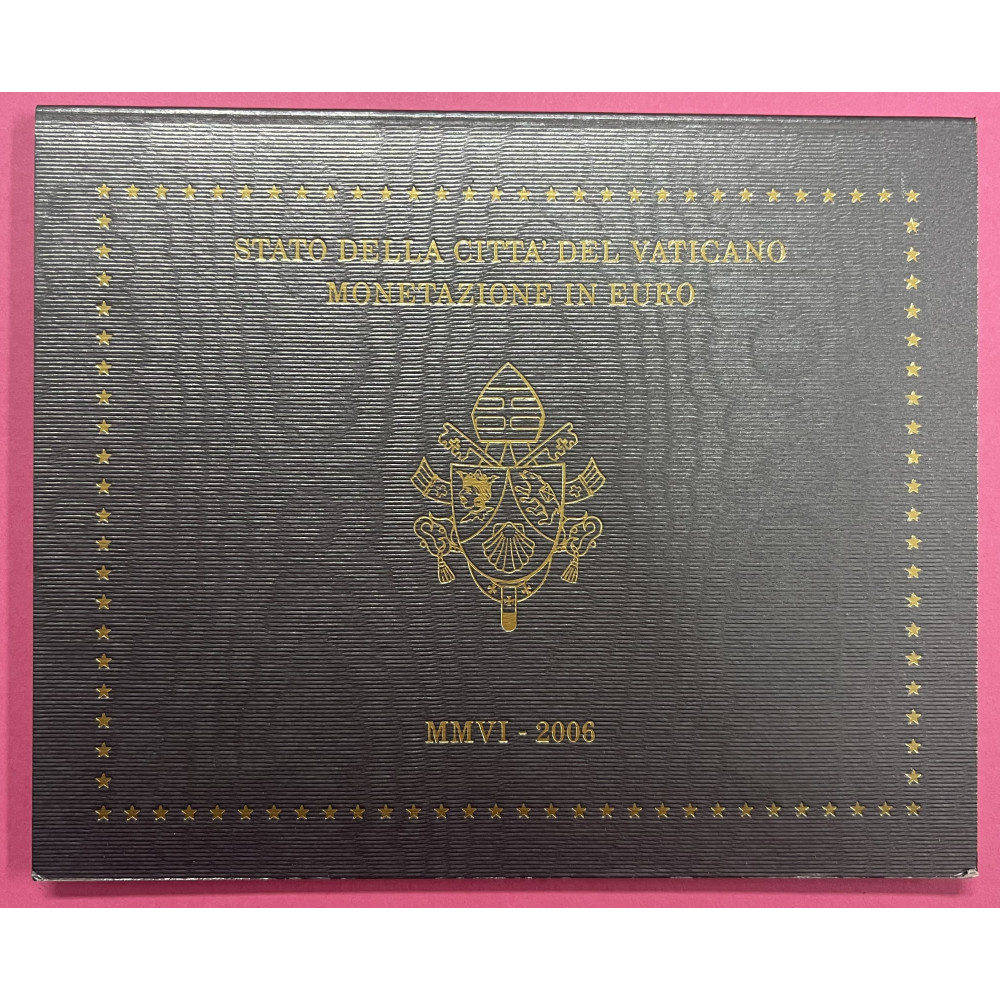 STATO DELLA CITTA' DEL VATICANO
MONETAZIONE IN EURO
MMVI - 2006